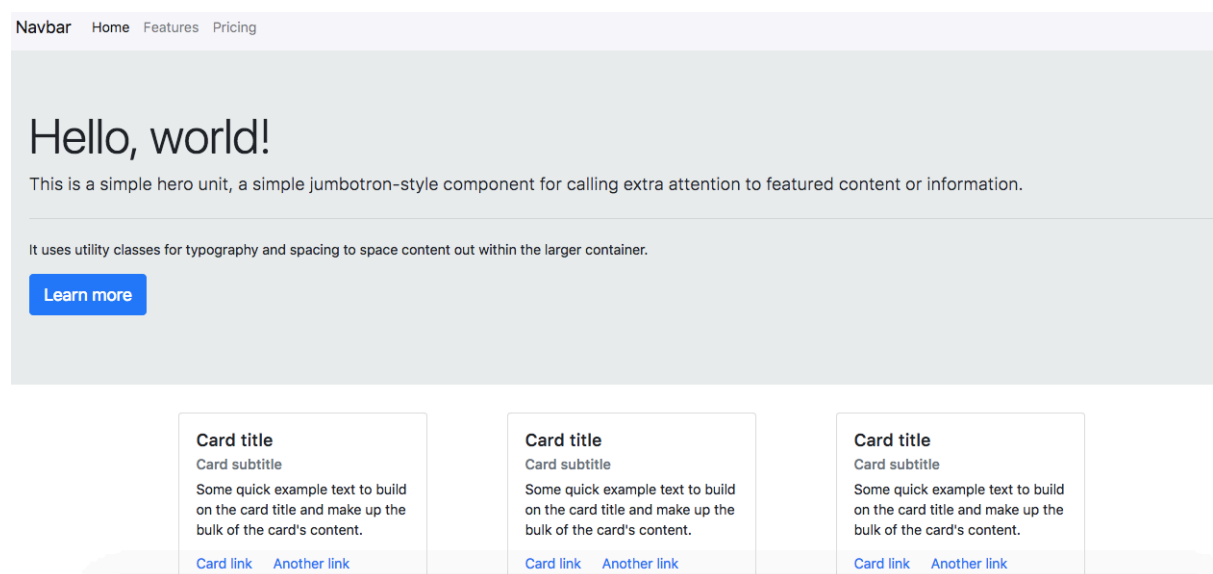 Navbar Home Features Pricing
Hello, world!
This is a simple hero unit, a simple jumbotron-style component for calling extra attention to featured content or information.
It uses utility classes for typography and spacing to space content out within the larger container.
Learn more
Card title
Card subtitle
Some quick example text to build
on the card title and make up the
bulk of the card's content.
Card link Another link
Card title
Card subtitle
Some quick example text to build
on the card title and make up the
bulk of the card's content.
Card link Another link
Card title
Card subtitle
Some quick example text to build
on the card title and make up the
bulk of the card's content.
Card link Another link